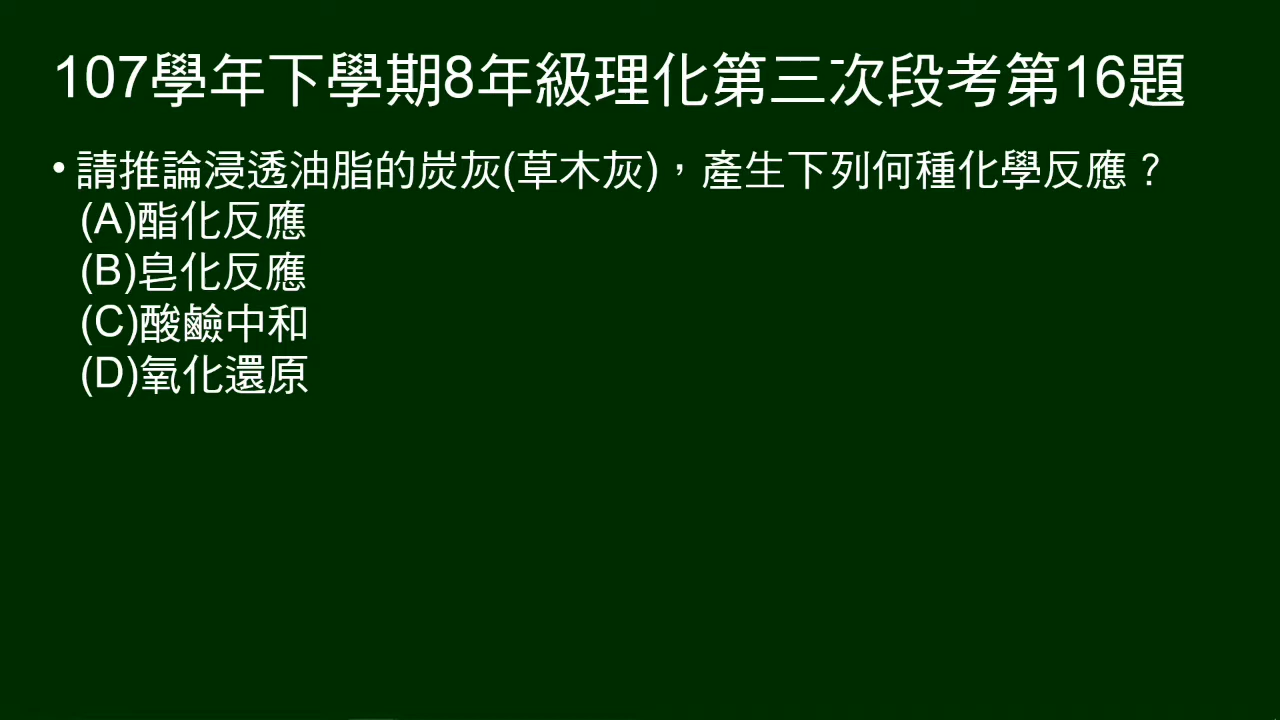 107學年下學期8年級理化第三次段考第16題
•請推論浸透油脂的炭灰(草木灰)，產生下列何種化學反應？
(A)酯化反應
(B)皂化反應
(C)酸鹼中和
(D)氧化還原